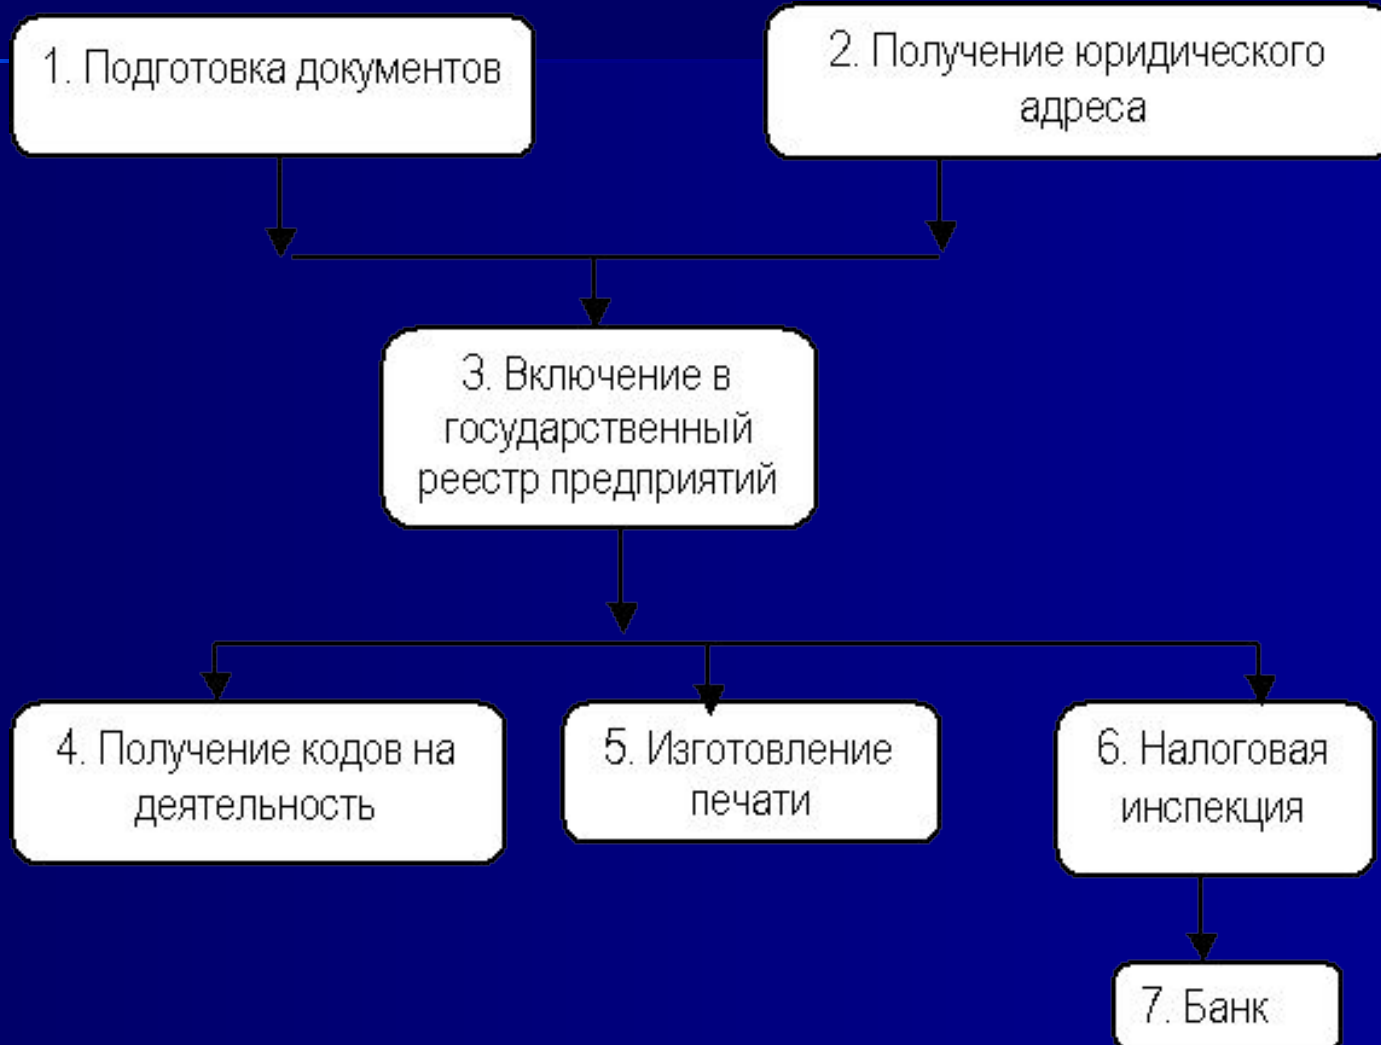 1. Подготовка документов
2. Получение юридического
адреса
3. Включение в
государственный
реестр предприятий
4. Получение кодов на
деятельность
5. Изготовление
печати
6. Налоговая
инспекция
7. Банк